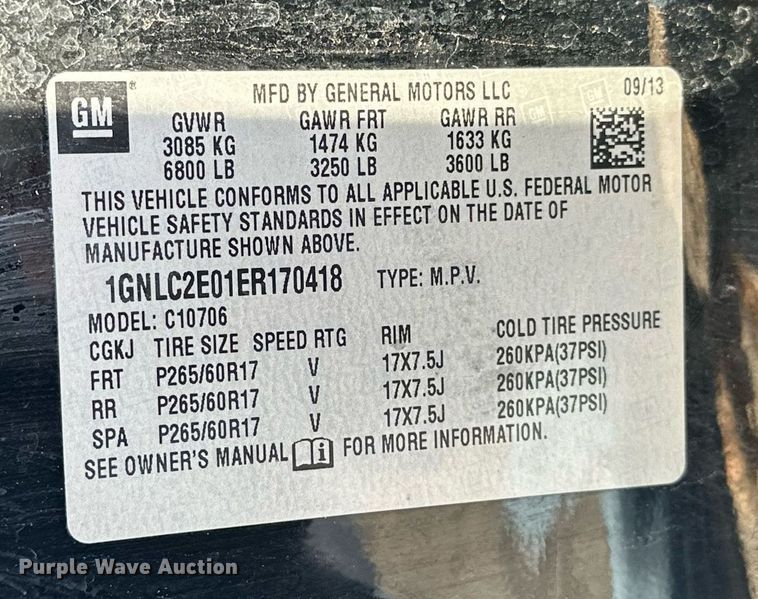 GM
MFD BY GENERAL MOTORS LLC 09/13
GVWR GAWR FRT GAWR RR
3085 KG 1474 KG 1633 KG
6800 LB 3250 LB 3600 LB
THIS VEHICLE CONFORMS TO ALL APPLICABLE U.S. FEDERAL MOTOR
VEHICLE SAFETY STANDARDS IN EFFECT ON THE DATE OF
MANUFACTURE SHOWN ABOVE.
1GNLC2E01ER170418 TYPE: M.P.V.
MODEL: C10706
CGKJ TIRE SIZE SPEED RTG RIM COLD TIRE PRESSURE
FRT P265/60R17 V 17X7.5J 260KPA(37PSI)
RR P265/60R17 V 17X7.5J 260KPA(37PSI)
SPA P265/60R17 V 17X7.5J 260KPA(37PSI)
SEE OWNER'S MANUAL i FOR MORE INFORMATION.
Purple Wave Auction